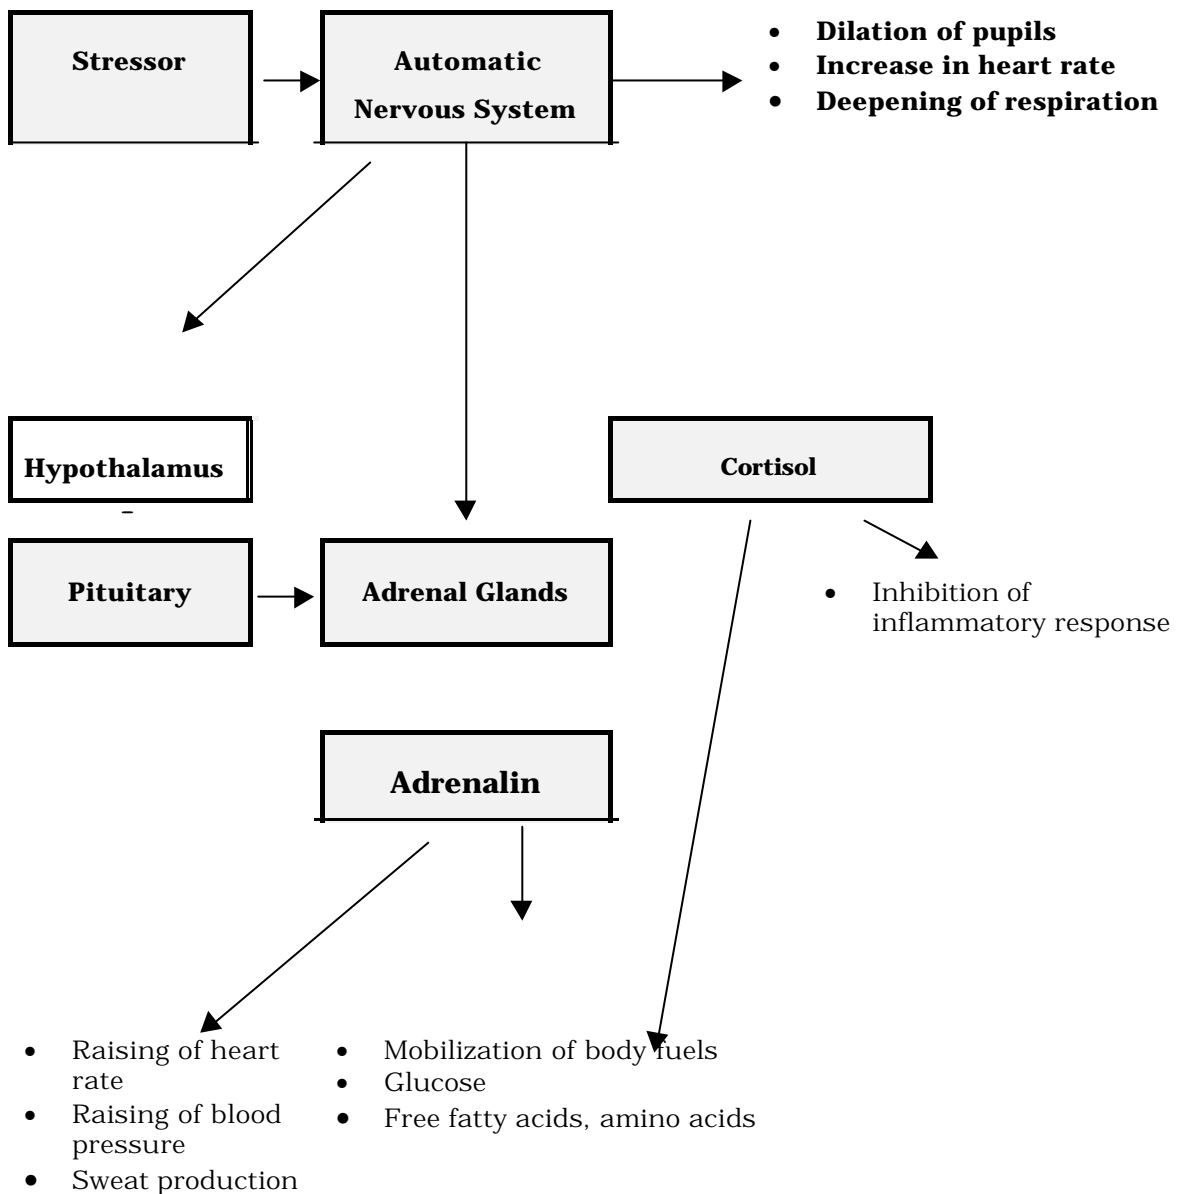 Stressor
Automatic
Nervous System
• Dilation of pupils
• Increase in heart rate
• Deepening of respiration
Hypothalamus
Cortisol
Pituitary
Adrenal Glands
• Inhibition of
inflammatory response
Adrenalin
• Raising of heart
rate
• Raising of blood
pressure
• Sweat production
• Mobilization of body fuels
• Glucose
• Free fatty acids, amino acids